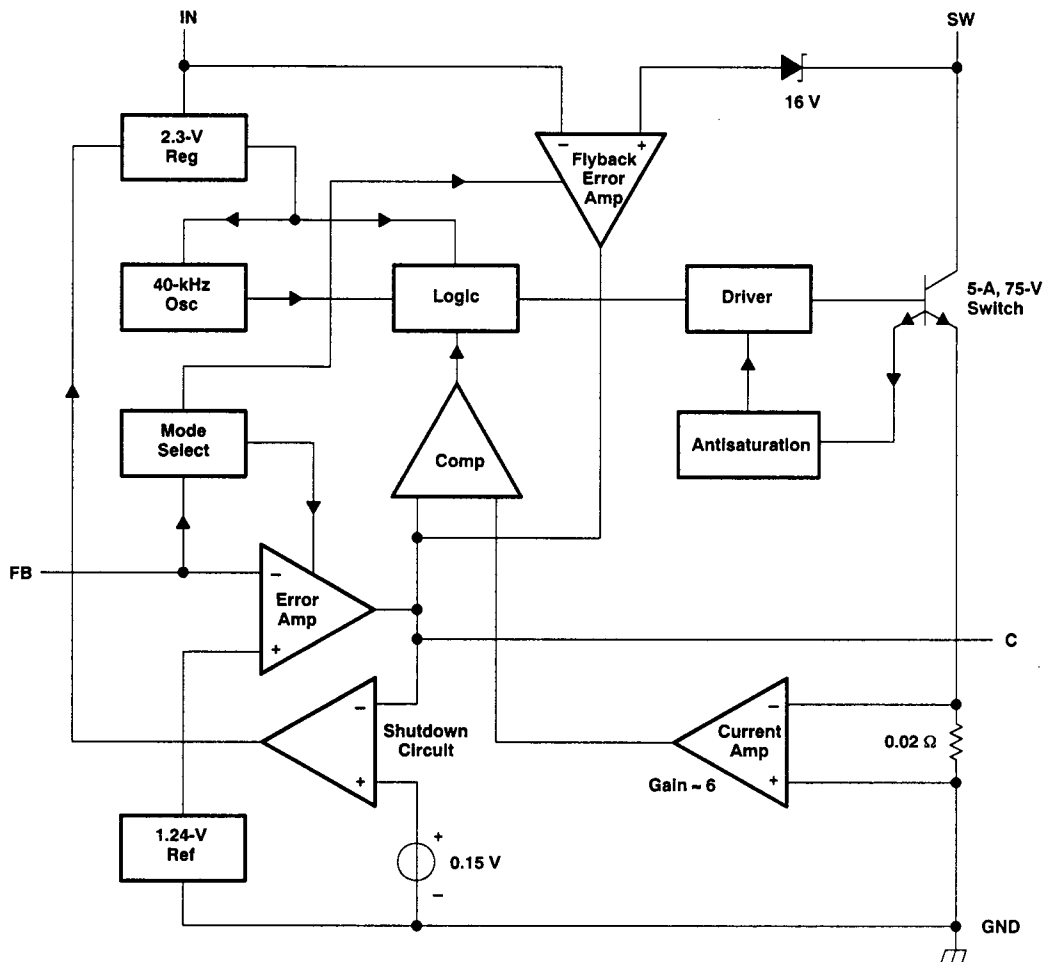 IN
SW
16 V
2.3-V
Reg
−
+
Flyback
Error
Amp
40-kHz
Osc
Logic
Driver
5-A, 75-V
Switch
Mode
Select
Comp
Antisaturation
FB
−
Error
Amp
+
C
−
Shutdown
Circuit
+
−
Current
Amp
+
Gain ~ 6
0.02 Ω
1.24-V
Ref
+
0.15 V
−
GND